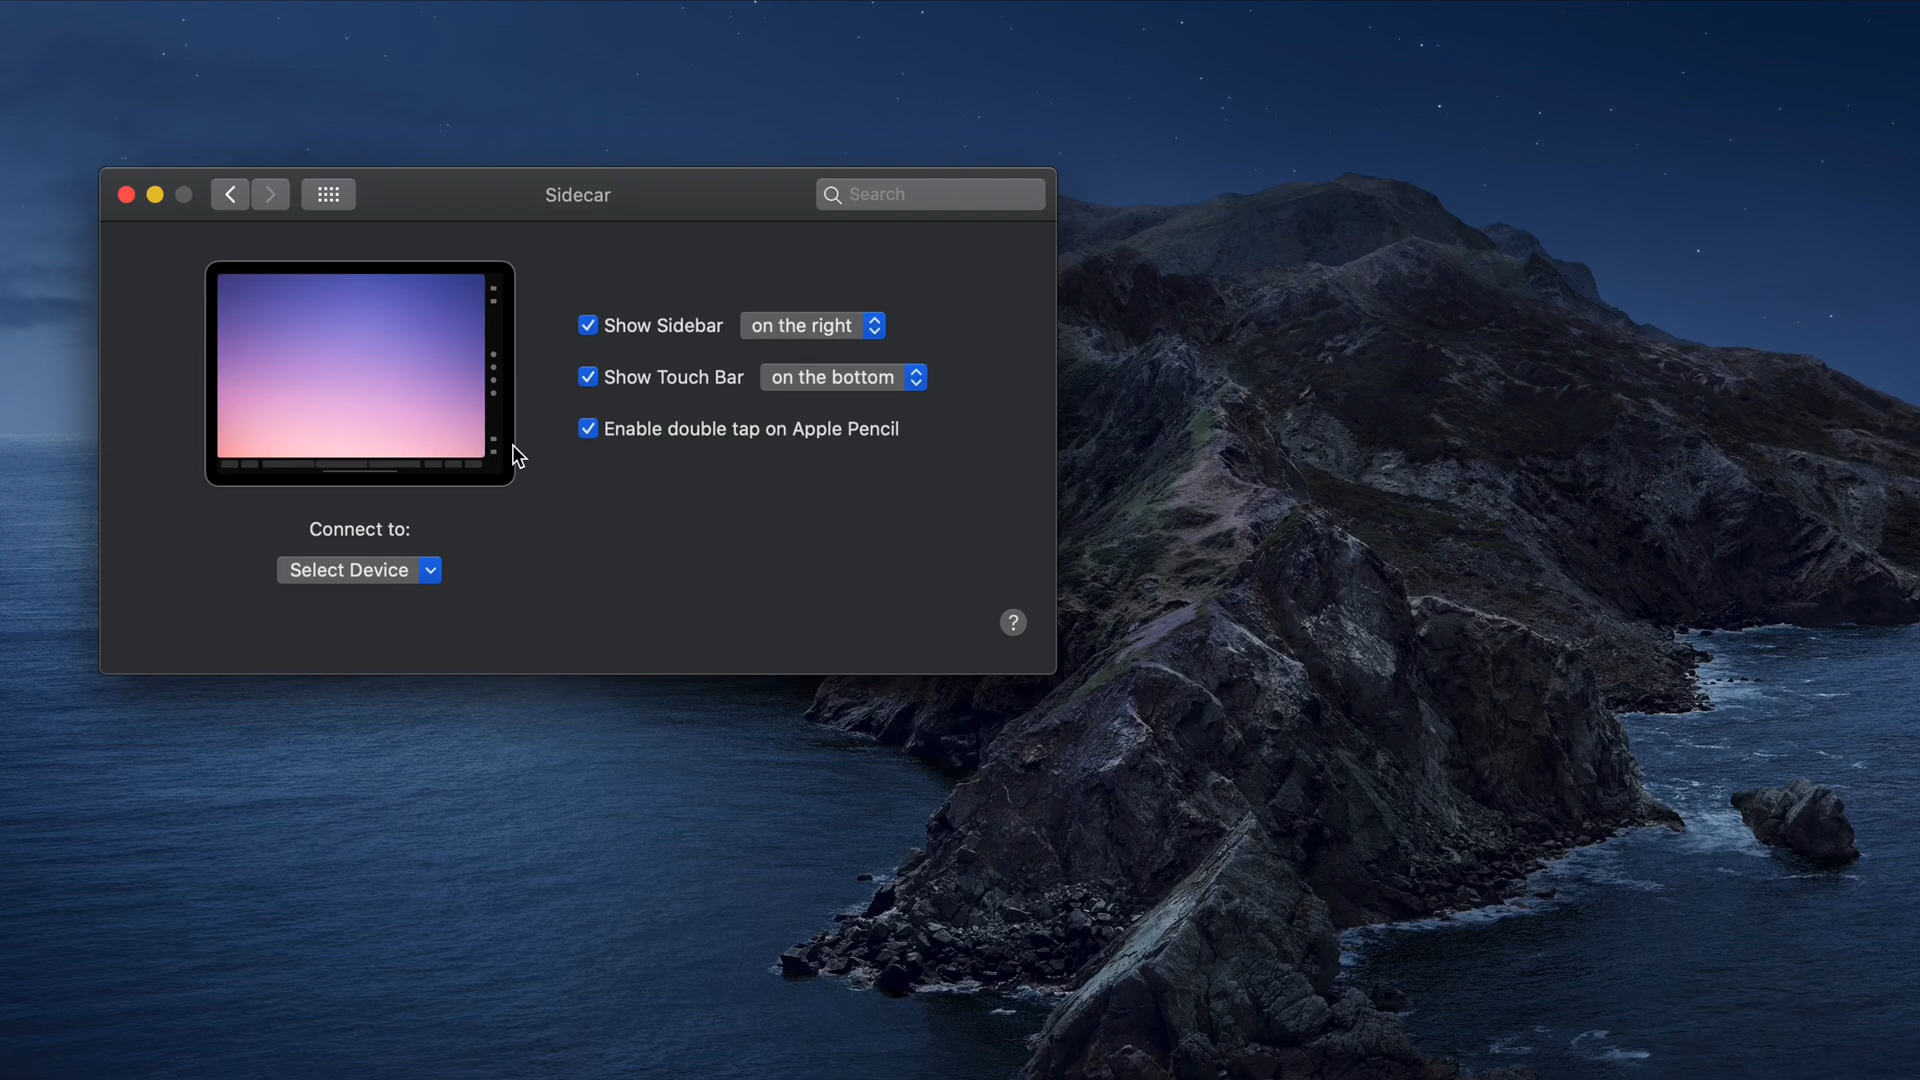 Sidecar
Search
Show Sidebar on the right
Show Touch Bar on the bottom
Enable double tap on Apple Pencil
Connect to:
Select Device
?